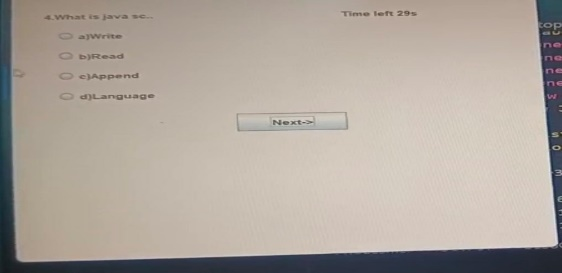 4.What is java sc...
Time left 29s
a)Write
b)Read
c)Append
d)Language
Next->